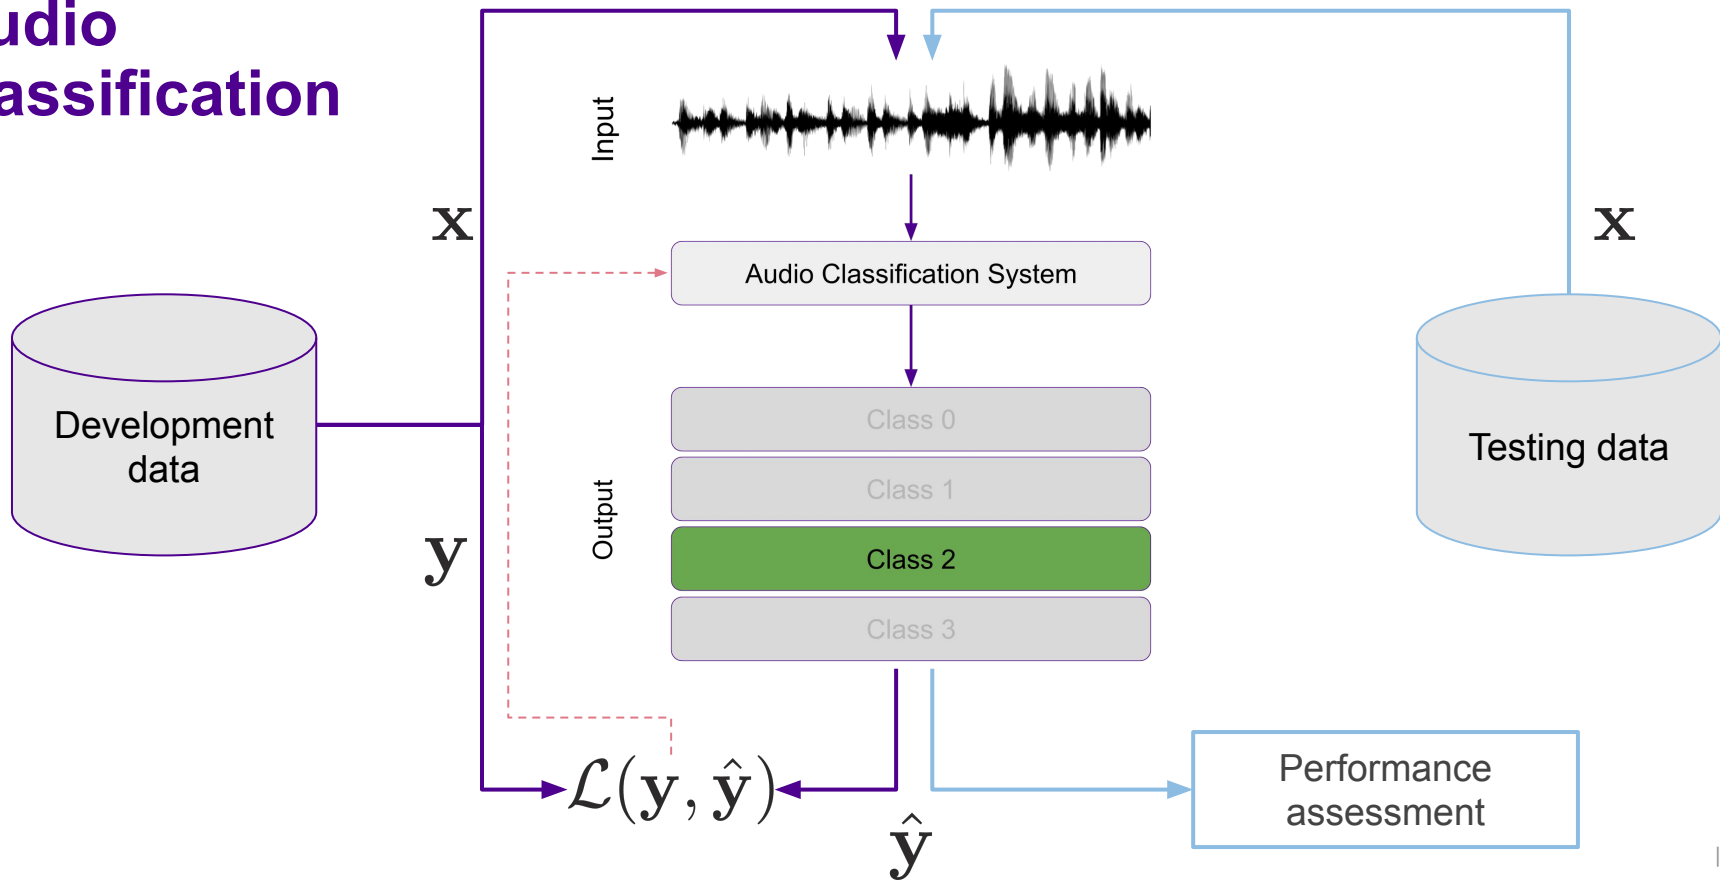 udio
assification
Input
x
x
Audio Classification System
Development
data
Testing data
Class 0
Class 1
Class 2
Class 3
Output
y
ℒ(y, ŷ)
ŷ
Performance
assessment